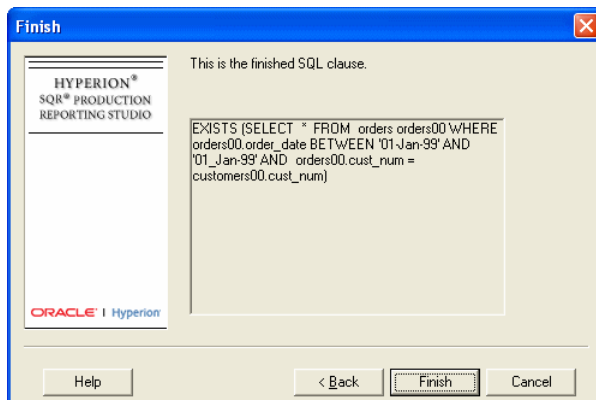 Finish
HYPERION®
SQR® PRODUCTION
REPORTING STUDIO
This is the finished SQL clause.
EXISTS (SELECT * FROM orders orders00 WHERE
orders00.order_date BETWEEN '01-Jan-99' AND
'01_Jan-99' AND orders00.cust_num =
customers00.cust_num)
ORACLE | Hyperion
Help
< Back
Finish
Cancel